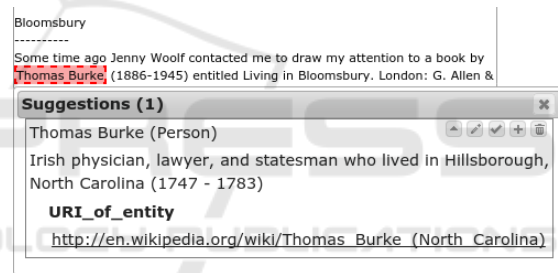 Bloomsbury
----------
Some time ago Jenny Woolf contacted me to draw my attention to a book by
Thomas Burke (1886-1945) entitled Living in Bloomsbury. London: G. Allen &
Suggestions (1)
Thomas Burke (Person)
Irish physician, lawyer, and statesman who lived in Hillsborough,
North Carolina (1747 - 1783)
URI_of_entity
http://en.wikipedia.org/wiki/Thomas_Burke_(North_Carolina)